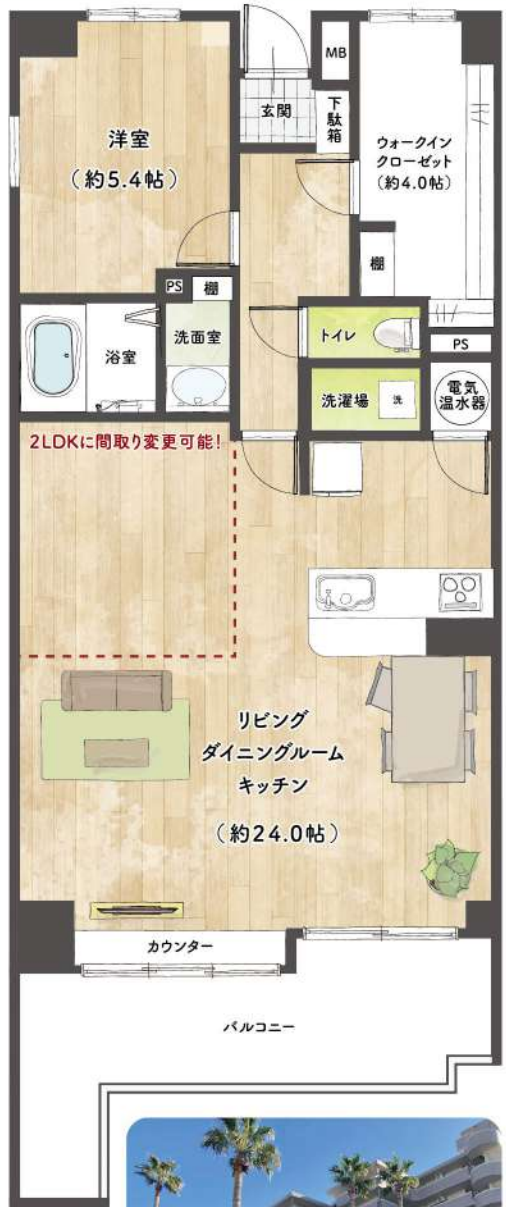 MB
玄関
下駄箱
洋室
（約5.4帖）
ウォークイン
クローゼット
（約4.0帖）
棚
PS
棚
洗面室
浴室
トイレ
PS
洗濯場
洗
電気
温水器
2LDKに間取り変更可能！
リビング
ダイニングルーム
キッチン
（約24.0帖）
カウンター
バルコニー